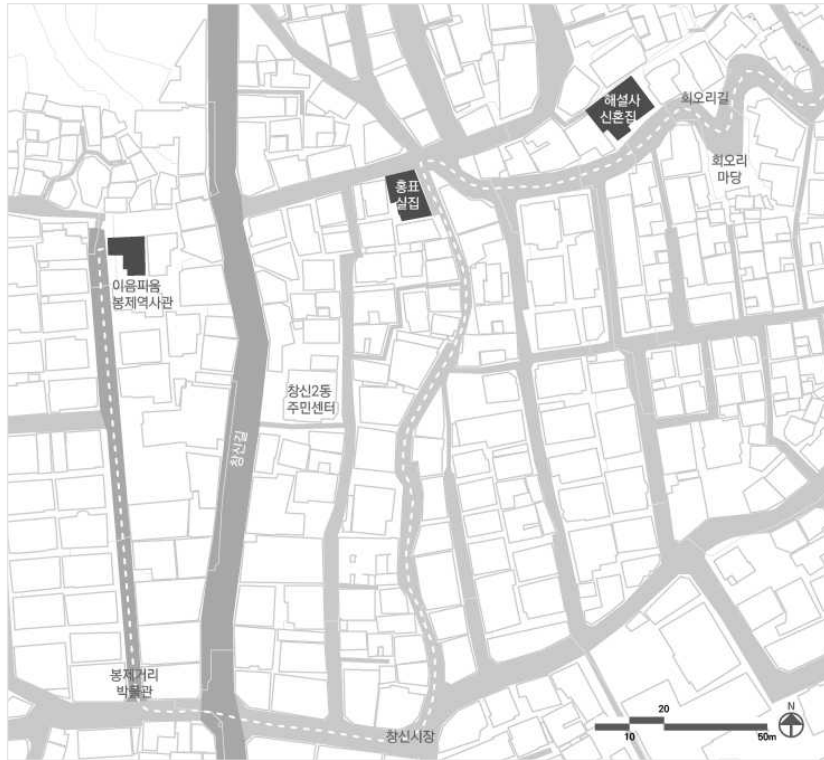 해설사
신혼집
회오리길
회오리
마당
홍표
실집
이음피움
봉제역사관
창신2동
주민센터
창신길
봉제거리
박물관
창신시장
N
20
10
50m